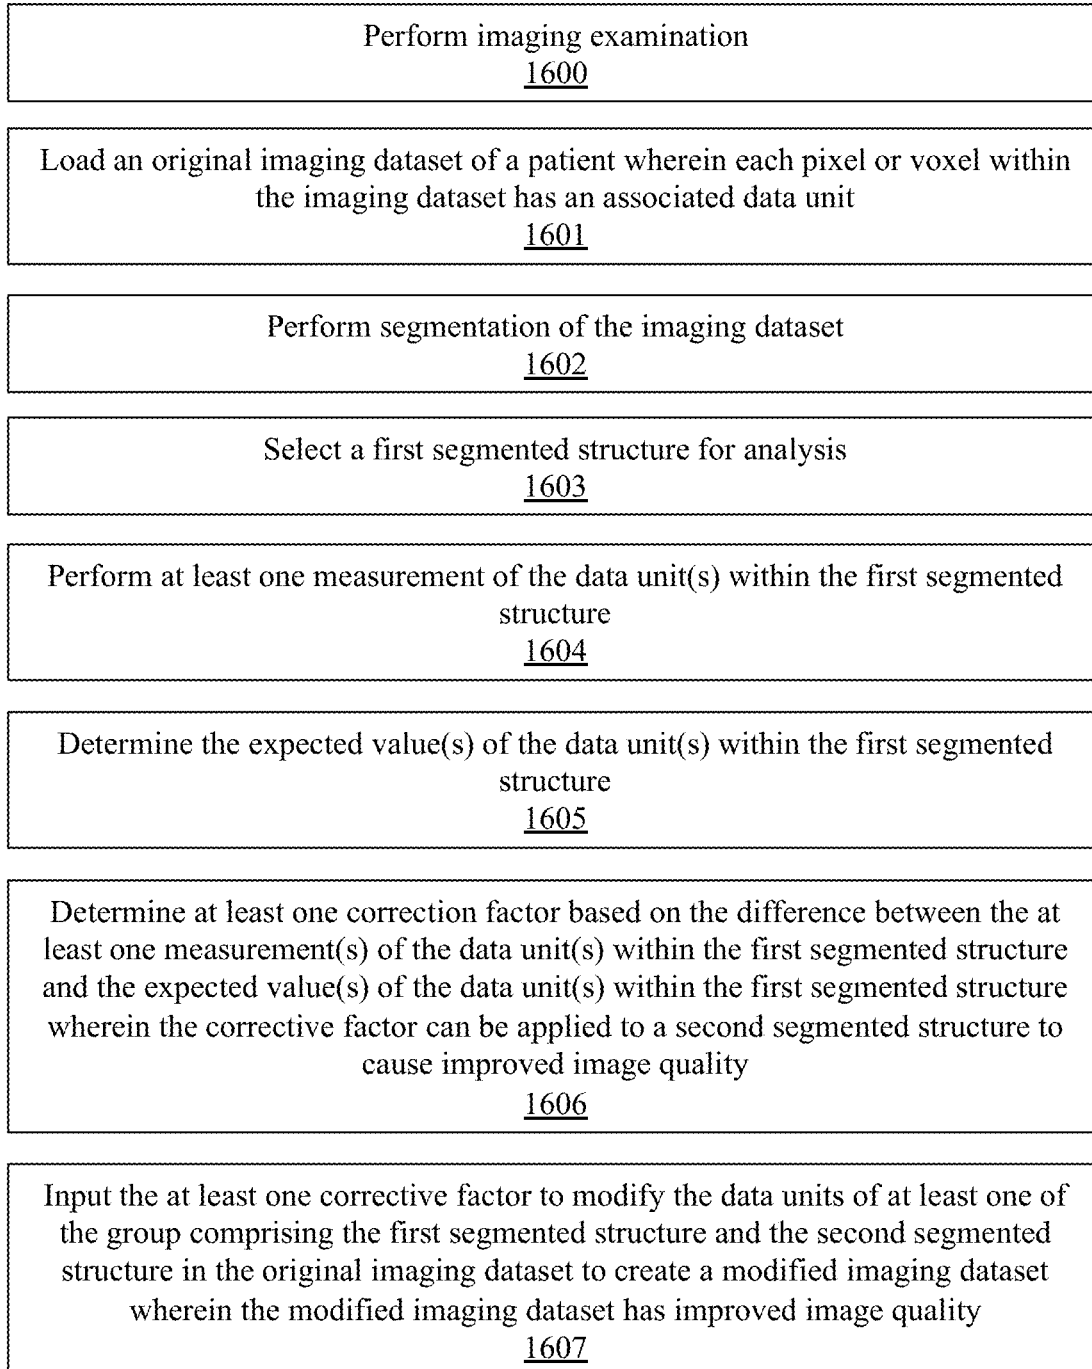 Perform imaging examination
1600
Load an original imaging dataset of a patient wherein each pixel or voxel within
the imaging dataset has an associated data unit
1601
Perform segmentation of the imaging dataset
1602
Select a first segmented structure for analysis
1603
Perform at least one measurement of the data unit(s) within the first segmented
structure
1604
Determine the expected value(s) of the data unit(s) within the first segmented
structure
1605
Determine at least one correction factor based on the difference between the at
least one measurement(s) of the data unit(s) within the first segmented structure
and the expected value(s) of the data unit(s) within the first segmented structure
wherein the corrective factor can be applied to a second segmented structure to
cause improved image quality
1606
Input the at least one corrective factor to modify the data units of at least one of
the group comprising the first segmented structure and the second segmented
structure in the original imaging dataset to create a modified imaging dataset
wherein the modified imaging dataset has improved image quality
1607